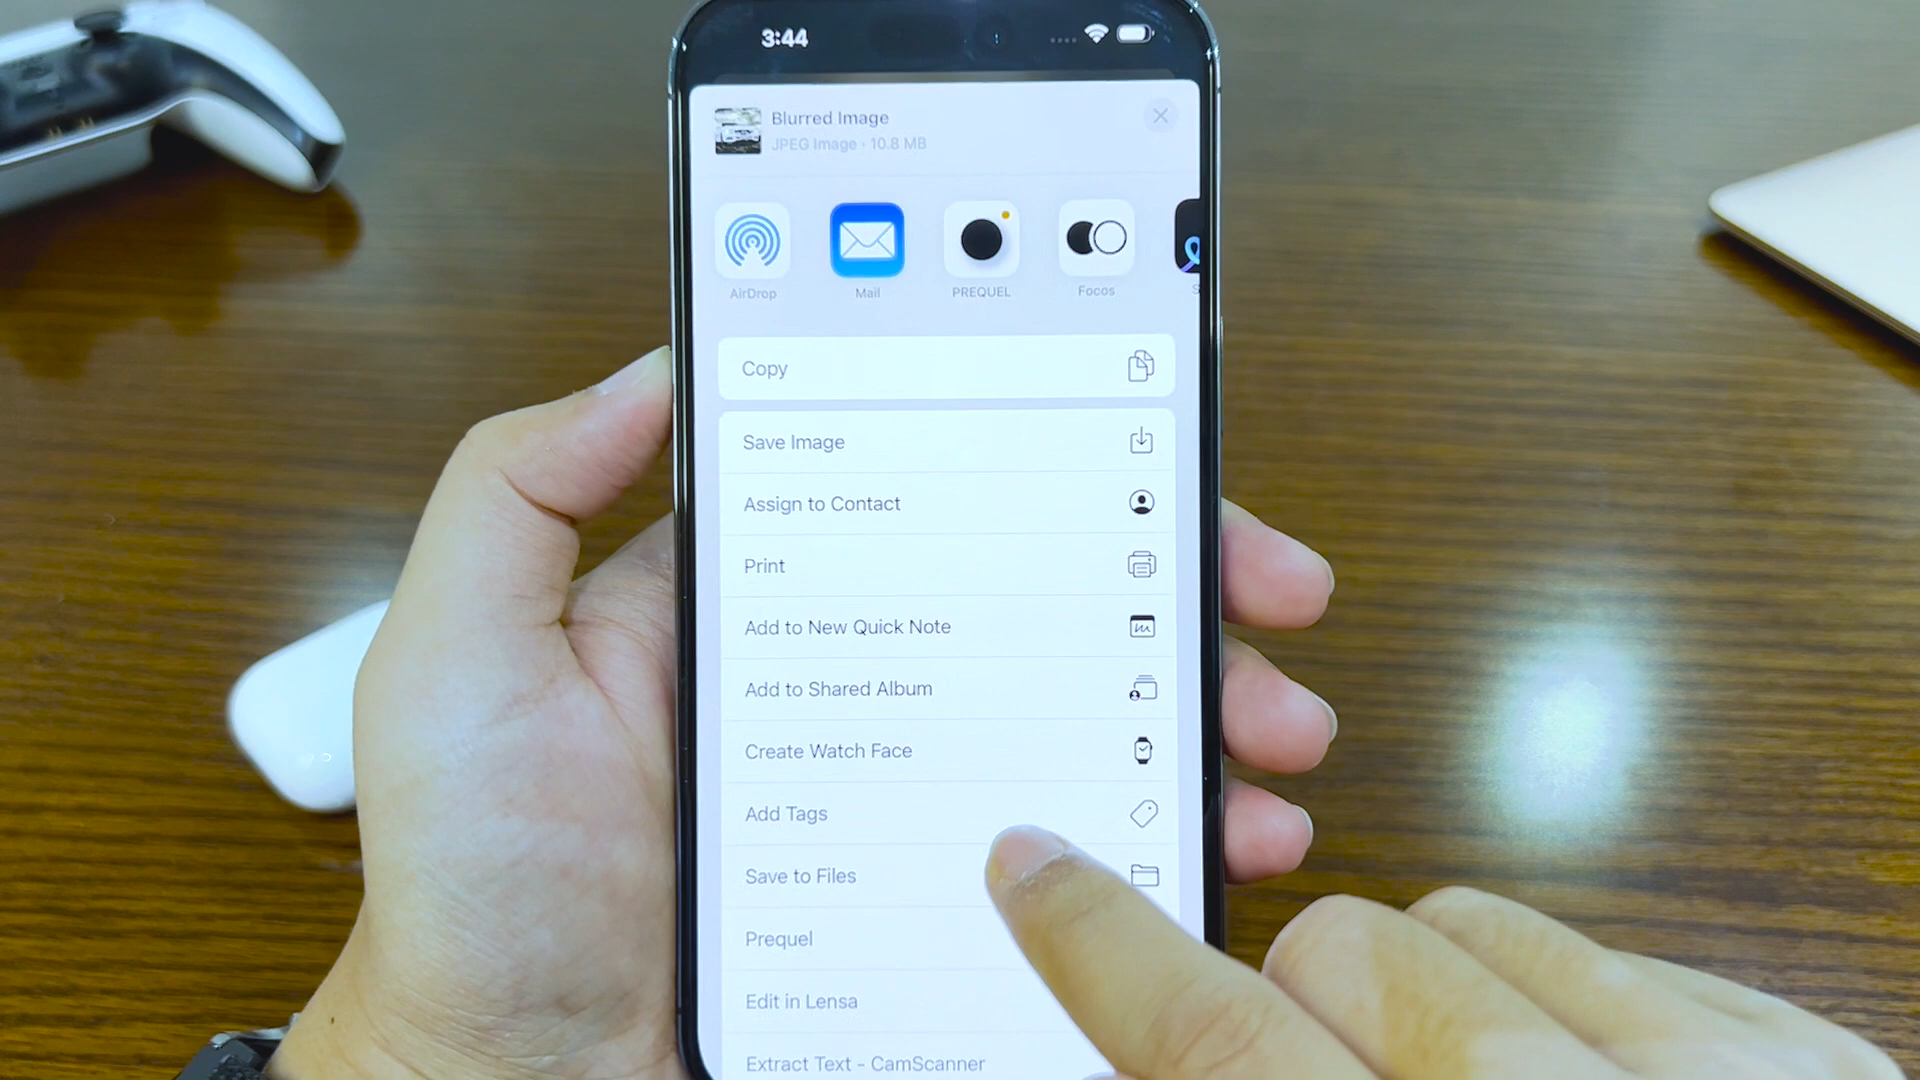 3:44
Blurred Image
JPEG Image · 10.8 MB
AirDrop
Mail
PREQUEL
Focos
S
Copy
Save Image
Assign to Contact
Print
Add to New Quick Note
Add to Shared Album
Create Watch Face
Add Tags
Save to Files
Prequel
Edit in Lensa
Extract Text - CamScanner